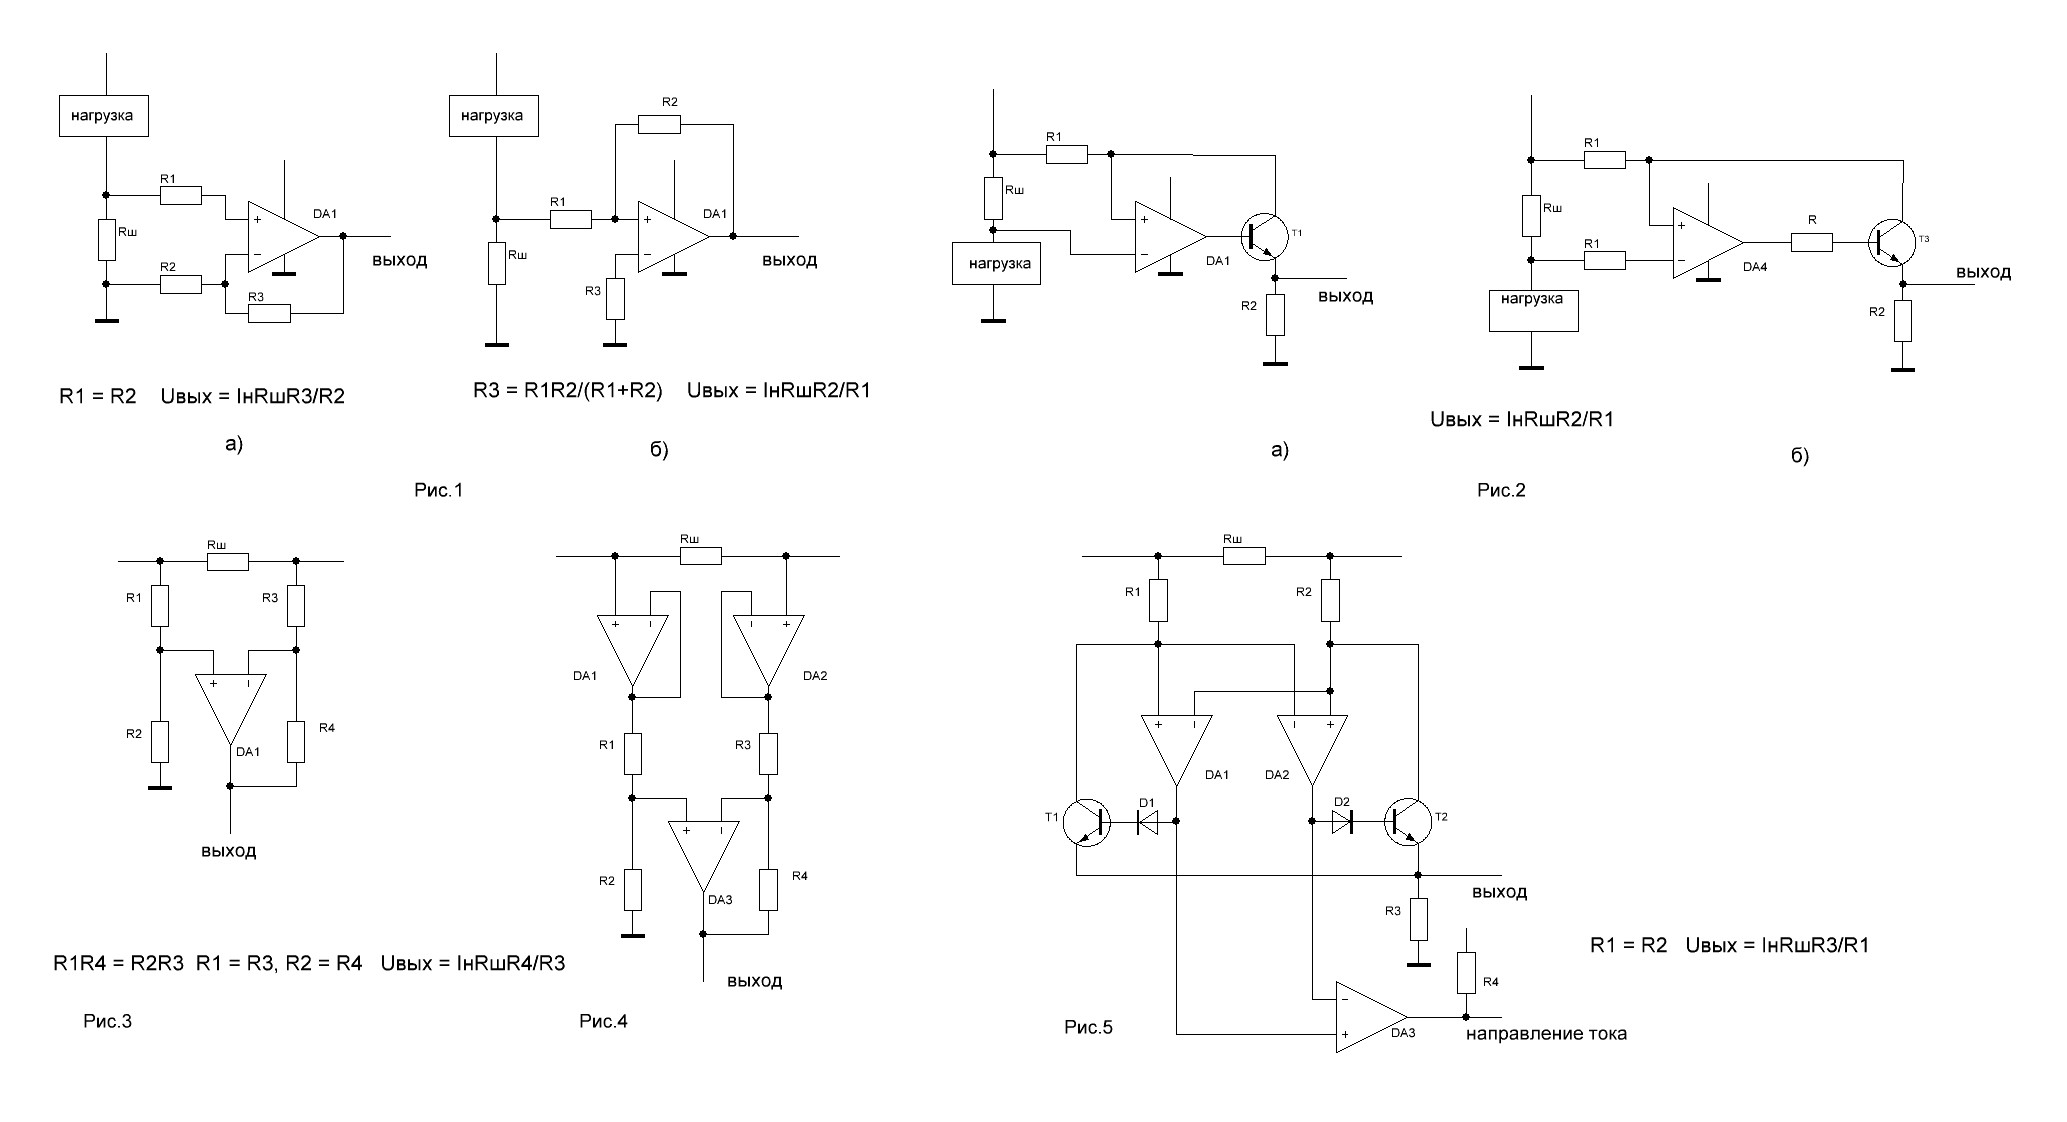 нагрузка
R1
+
DA1
Rш
−
выход
R2
R3
R1 = R2 Uвых = IнRшR3/R2
а)
нагрузка
R2
R1
+
DA1
Rш
−
выход
R3
R3 = R1R2/(R1+R2) Uвых = IнRшR2/R1
б)
Рис.1
R1
Rш
+
T1
−
нагрузка
DA1
выход
R2
а)
R1
Rш
+
R
T3
R1
−
DA4
выход
нагрузка
R2
Uвых = IнRшR2/R1
б)
Рис.2
Rш
R1
R3
+
−
R2
R4
DA1
выход
R1R4 = R2R3 R1 = R3, R2 = R4 Uвых = IнRшR4/R3
Рис.3
Rш
+
−
−
+
DA1
DA2
R1
R3
+
−
R2
R4
DA3
выход
Рис.4
Rш
R1
R2
+
−
−
+
DA1
DA2
T1
D1
D2
T2
выход
R3
R1 = R2 Uвых = IнRшR3/R1
R4
−
+
DA3
направление тока
Рис.5